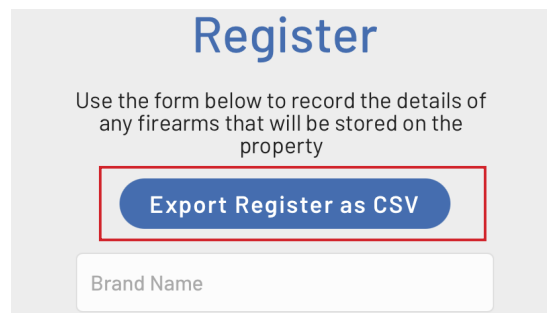 Register
Use the form below to record the details of
any firearms that will be stored on the
property
Export Register as CSV
Brand Name